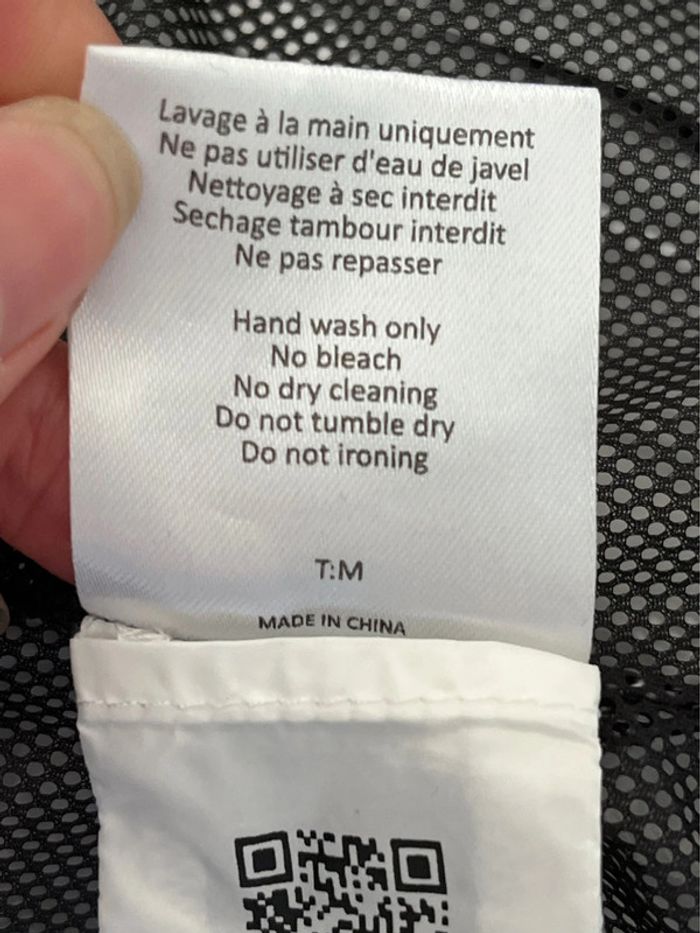 Lavage à la main uniquement
Ne pas utiliser d'eau de javel
Nettoyage à sec interdit
Sechage tambour interdit
Ne pas repasser
Hand wash only
No bleach
No dry cleaning
Do not tumble dry
Do not ironing
T:M
MADE IN CHINA